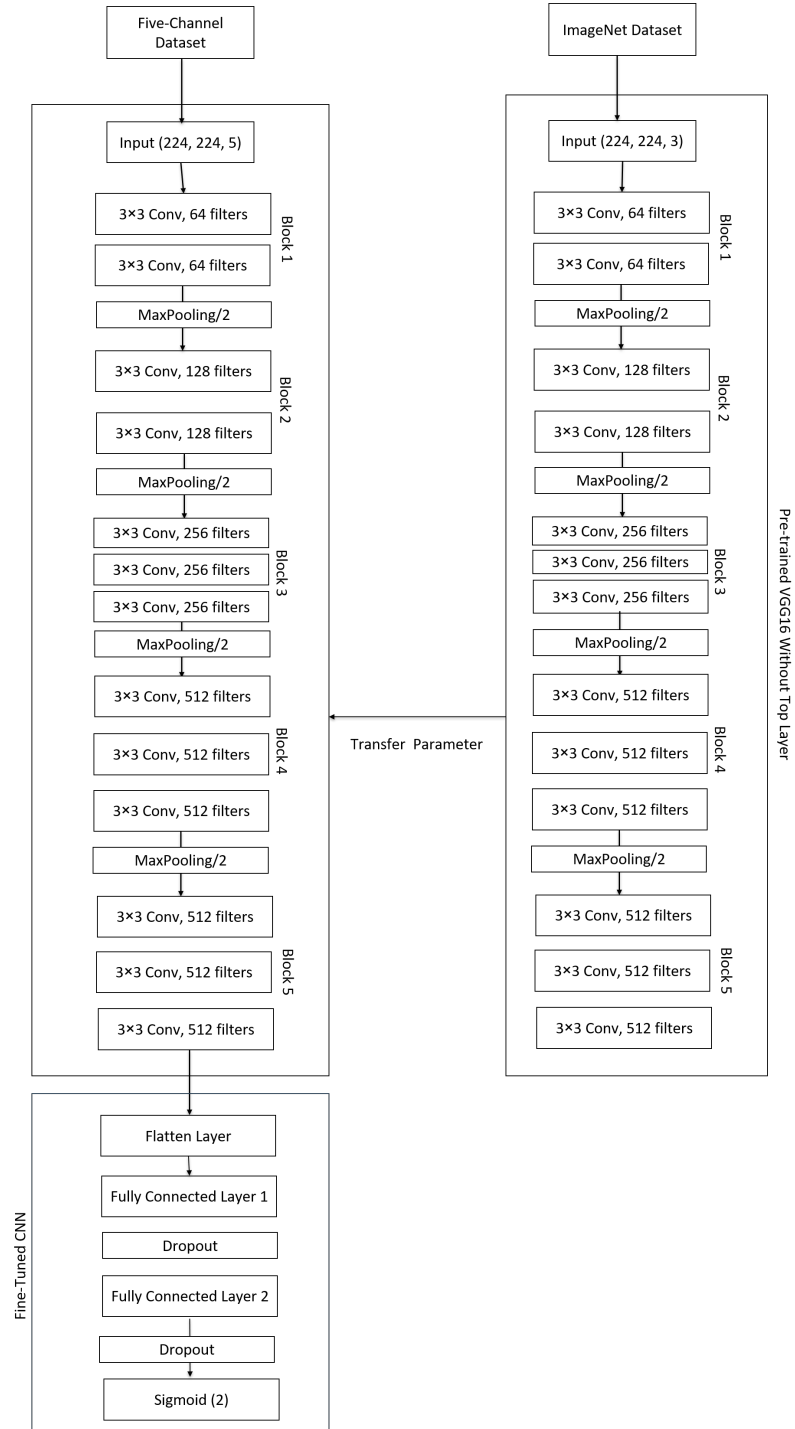 Five-Channel
Dataset
Input (224, 224, 5)
3×3 Conv, 64 filters
3×3 Conv, 64 filters
Block 1
MaxPooling/2
3×3 Conv, 128 filters
3×3 Conv, 128 filters
Block 2
MaxPooling/2
3×3 Conv, 256 filters
3×3 Conv, 256 filters
3×3 Conv, 256 filters
Block 3
MaxPooling/2
3×3 Conv, 512 filters
3×3 Conv, 512 filters
3×3 Conv, 512 filters
Block 4
MaxPooling/2
3×3 Conv, 512 filters
3×3 Conv, 512 filters
3×3 Conv, 512 filters
Block 5
Flatten Layer
Fully Connected Layer 1
Dropout
Fully Connected Layer 2
Dropout
Sigmoid (2)
Fine-Tuned CNN
Transfer Parameter
ImageNet Dataset
Input (224, 224, 3)
3×3 Conv, 64 filters
3×3 Conv, 64 filters
Block 1
MaxPooling/2
3×3 Conv, 128 filters
3×3 Conv, 128 filters
Block 2
MaxPooling/2
3×3 Conv, 256 filters
3×3 Conv, 256 filters
3×3 Conv, 256 filters
Block 3
MaxPooling/2
3×3 Conv, 512 filters
3×3 Conv, 512 filters
3×3 Conv, 512 filters
Block 4
MaxPooling/2
3×3 Conv, 512 filters
3×3 Conv, 512 filters
3×3 Conv, 512 filters
Block 5
Pre-trained VGG16 Without Top Layer